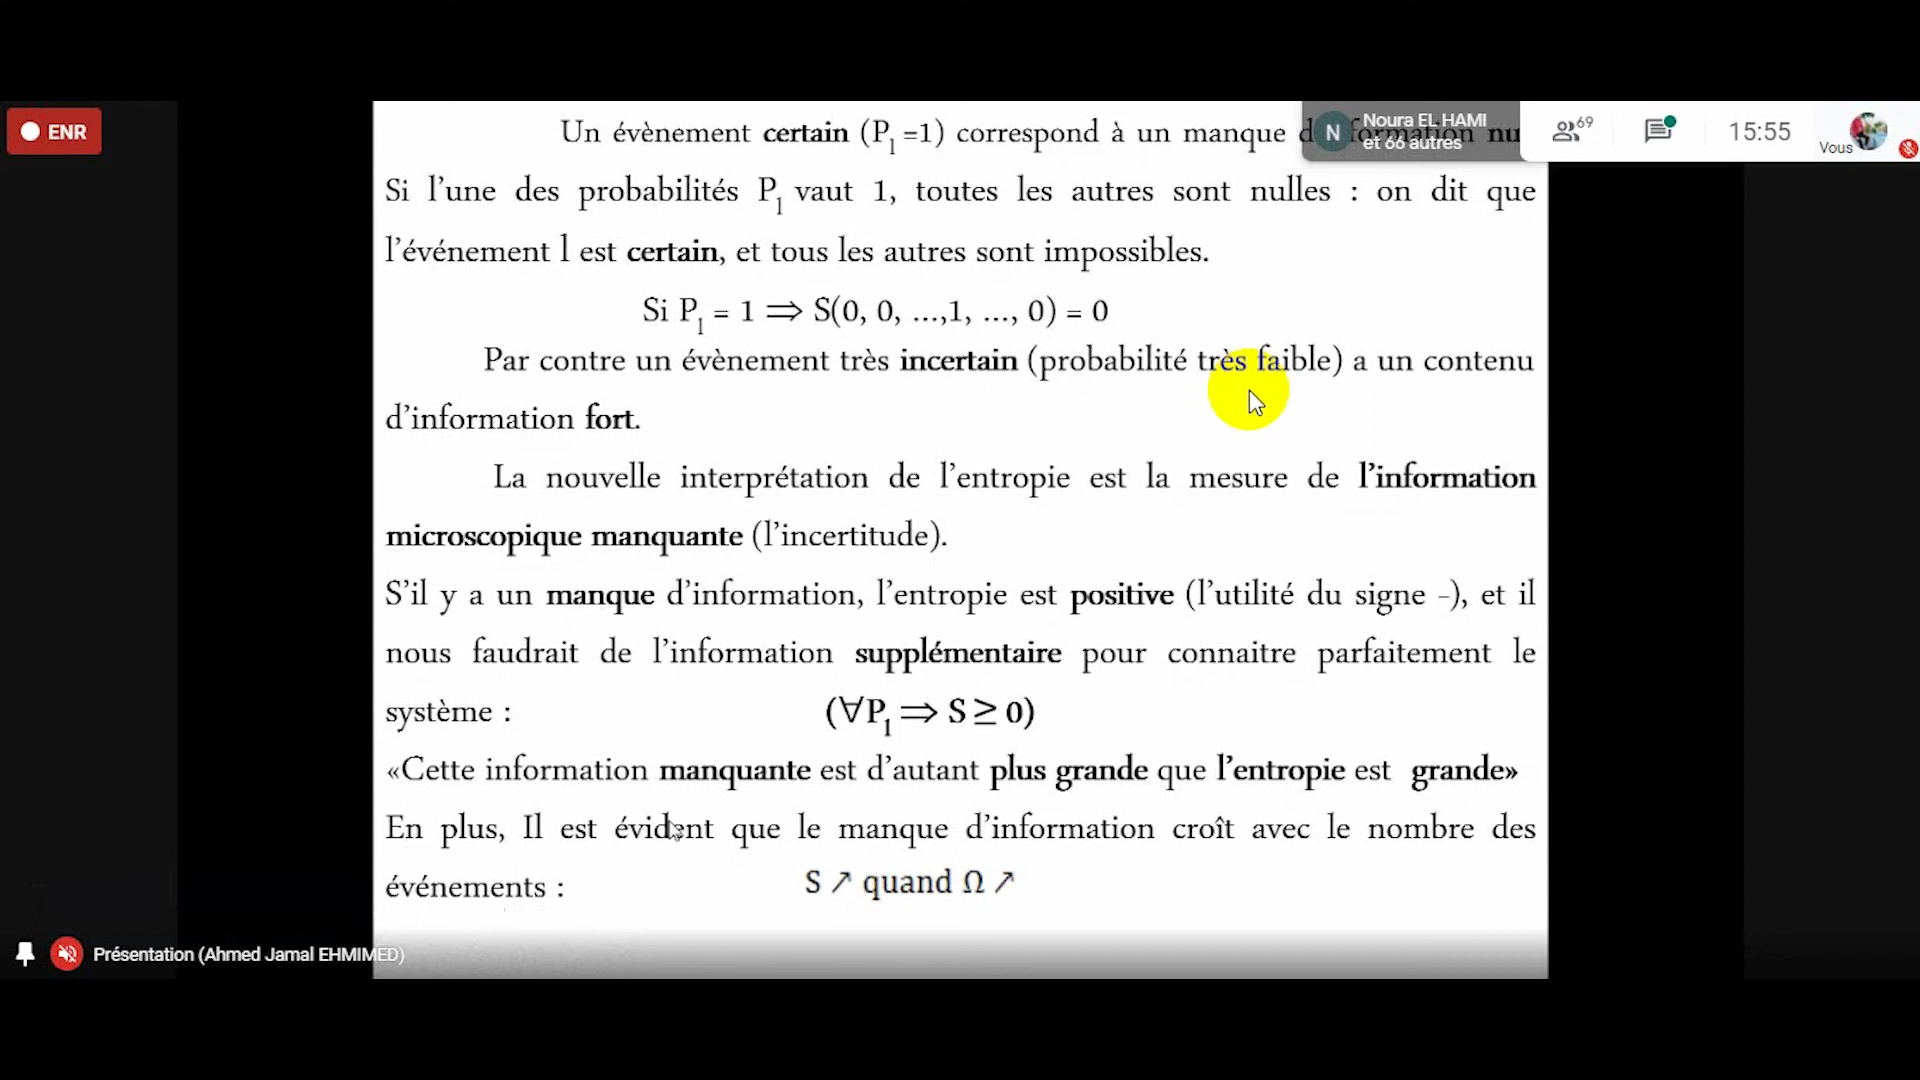 ENR
Noura EL HAMI
et 66 autres
N
69
15:55
Vous
Un évènement certain (P_l =1) correspond à un manque
Si l'une des probabilités P_l vaut 1, toutes les autres sont nulles : on dit que
l'événement l est certain, et tous les autres sont impossibles.
Si P_l = 1 ⟹ S(0, 0, ...,1, ..., 0) = 0
Par contre un évènement très incertain (probabilité très faible) a un contenu
d'information fort.
La nouvelle interprétation de l'entropie est la mesure de l'information
microscopique manquante (l'incertitude).
S'il y a un manque d'information, l'entropie est positive (l'utilité du signe -), et il
nous faudrait de l'information supplémentaire pour connaitre parfaitement le
système : (∀P_l ⟹ S ≥ 0)
«Cette information manquante est d'autant plus grande que l'entropie est grande»
En plus, Il est évident que le manque d'information croît avec le nombre des
événements : S ↗ quand Ω ↗
Présentation (Ahmed Jamal EHMIMED)